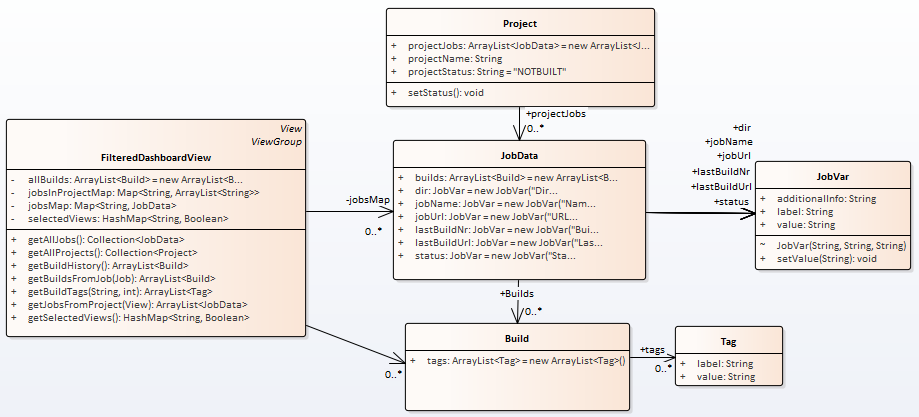 Project
+ projectJobs: ArrayList<JobData> = new ArrayList<J...
+ projectName: String
+ projectStatus: String = "NOTBUILT"
+ setStatus(): void
+projectJobs
0..*
View
ViewGroup
FilteredDashboardView
- allBuilds: ArrayList<Build> = new ArrayList<B...
- jobsInProjectMap: Map<String, ArrayList<String>>
- jobsMap: Map<String, JobData>
- selectedViews: HashMap<String, Boolean>
+ getAllJobs(): Collection<JobData>
+ getAllProjects(): Collection<Project>
+ getBuildHistory(): ArrayList<Build>
+ getBuildsFromJob(Job): ArrayList<Build>
+ getBuildTags(String, int): ArrayList<Tag>
+ getJobsFromProject(View): ArrayList<JobData>
+ getSelectedViews(): HashMap<String, Boolean>
-jobsMap
0..*
JobData
+ builds: ArrayList<Build> = new ArrayList<B...
+ dir: JobVar = new JobVar("Dir...
+ jobName: JobVar = new JobVar("Nam...
+ jobUrl: JobVar = new JobVar("URL...
+ lastBuildNr: JobVar = new JobVar("Bui...
+ lastBuildUrl: JobVar = new JobVar("Las...
+ status: JobVar = new JobVar("Sta...
+dir
+jobName
+jobUrl
+lastBuildNr
+lastBuildUrl
+status
JobVar
+ additionalInfo: String
+ label: String
+ value: String
~ JobVar(String, String, String)
+ setValue(String): void
+Builds
0..*
0..*
Build
+ tags: ArrayList<Tag> = new ArrayList<Tag>()
+tags
0..*
Tag
+ label: String
+ value: String